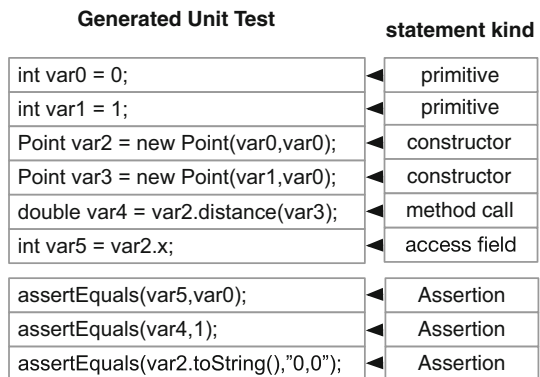 Generated Unit Test
statement kind
int var0 = 0;
primitive
int var1 = 1;
primitive
Point var2 = new Point(var0,var0);
constructor
Point var3 = new Point(var1,var0);
constructor
double var4 = var2.distance(var3);
method call
int var5 = var2.x;
access field
assertEquals(var5,var0);
Assertion
assertEquals(var4,1);
Assertion
assertEquals(var2.toString(),”0,0”);
Assertion